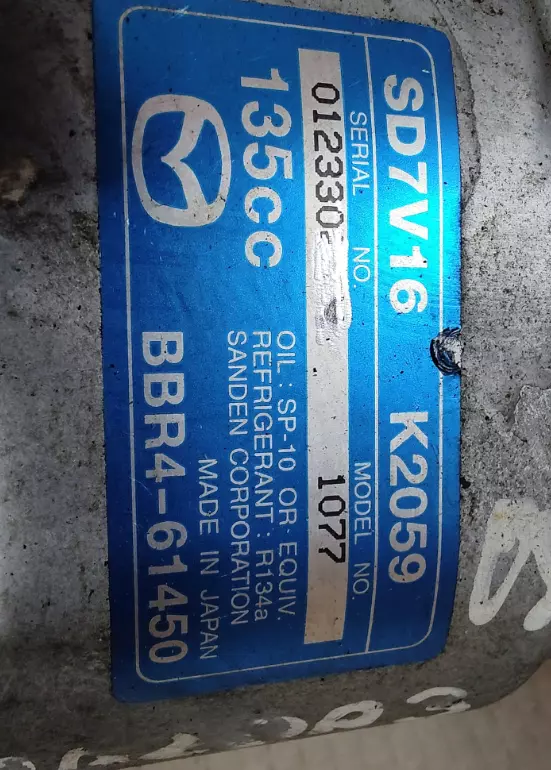 SD7V16 K2059
SERIAL NO. MODEL NO.
012330 1077
135cc
OIL : SP-10 OR EQUIV.
REFRIGERANT : R134a
SANDEN CORPORATION
MADE IN JAPAN
BBR4-61450